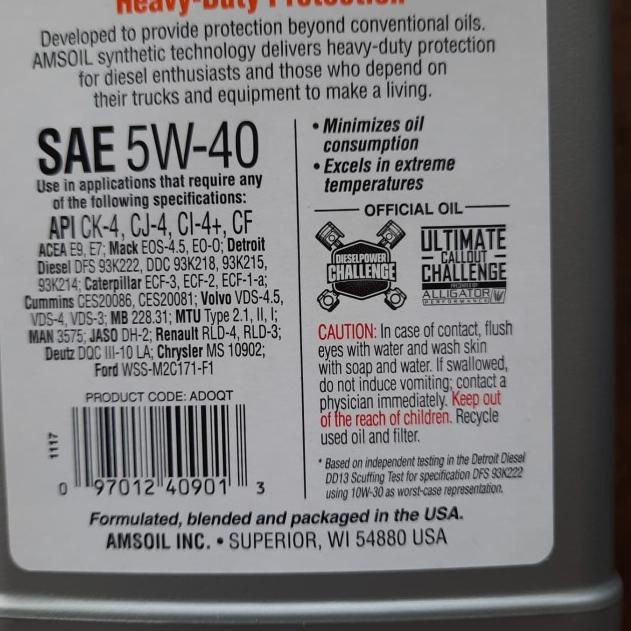 Heavy-Duty Protection
Developed to provide protection beyond conventional oils.
AMSOIL synthetic technology delivers heavy-duty protection
for diesel enthusiasts and those who depend on
their trucks and equipment to make a living.
SAE 5W-40
Use in applications that require any
of the following specifications:
API CK-4, CJ-4, CI-4+, CF
ACEA E9, E7; Mack EOS-4.5, EO-O; Detroit
Diesel DFS 93K222, DDC 93K218, 93K215,
93K214; Caterpillar ECF-3, ECF-2, ECF-1-a;
Cummins CES20086, CES20081; Volvo VDS-4.5,
VDS-4, VDS-3; MB 228.31; MTU Type 2.1, II, I;
MAN 3575; JASO DH-2; Renault RLD-4, RLD-3;
Deutz DQC III-10 LA; Chrysler MS 10902;
Ford WSS-M2C171-F1
PRODUCT CODE: ADOQT
1117
0 97012 40901 3
• Minimizes oil
consumption
• Excels in extreme
temperatures
OFFICIAL OIL
DIESEL POWER
CHALLENGE
ULTIMATE
CALLOUT
CHALLENGE
PRESENTED BY
ALLIGATOR
PERFORMANCE
CAUTION: In case of contact, flush
eyes with water and wash skin
with soap and water. If swallowed,
do not induce vomiting; contact a
physician immediately. Keep out
of the reach of children. Recycle
used oil and filter.
* Based on independent testing in the Detroit Diesel
DD13 Scuffing Test for specification DFS 93K222
using 10W-30 as worst-case representation.
Formulated, blended and packaged in the USA.
AMSOIL INC. • SUPERIOR, WI 54880 USA